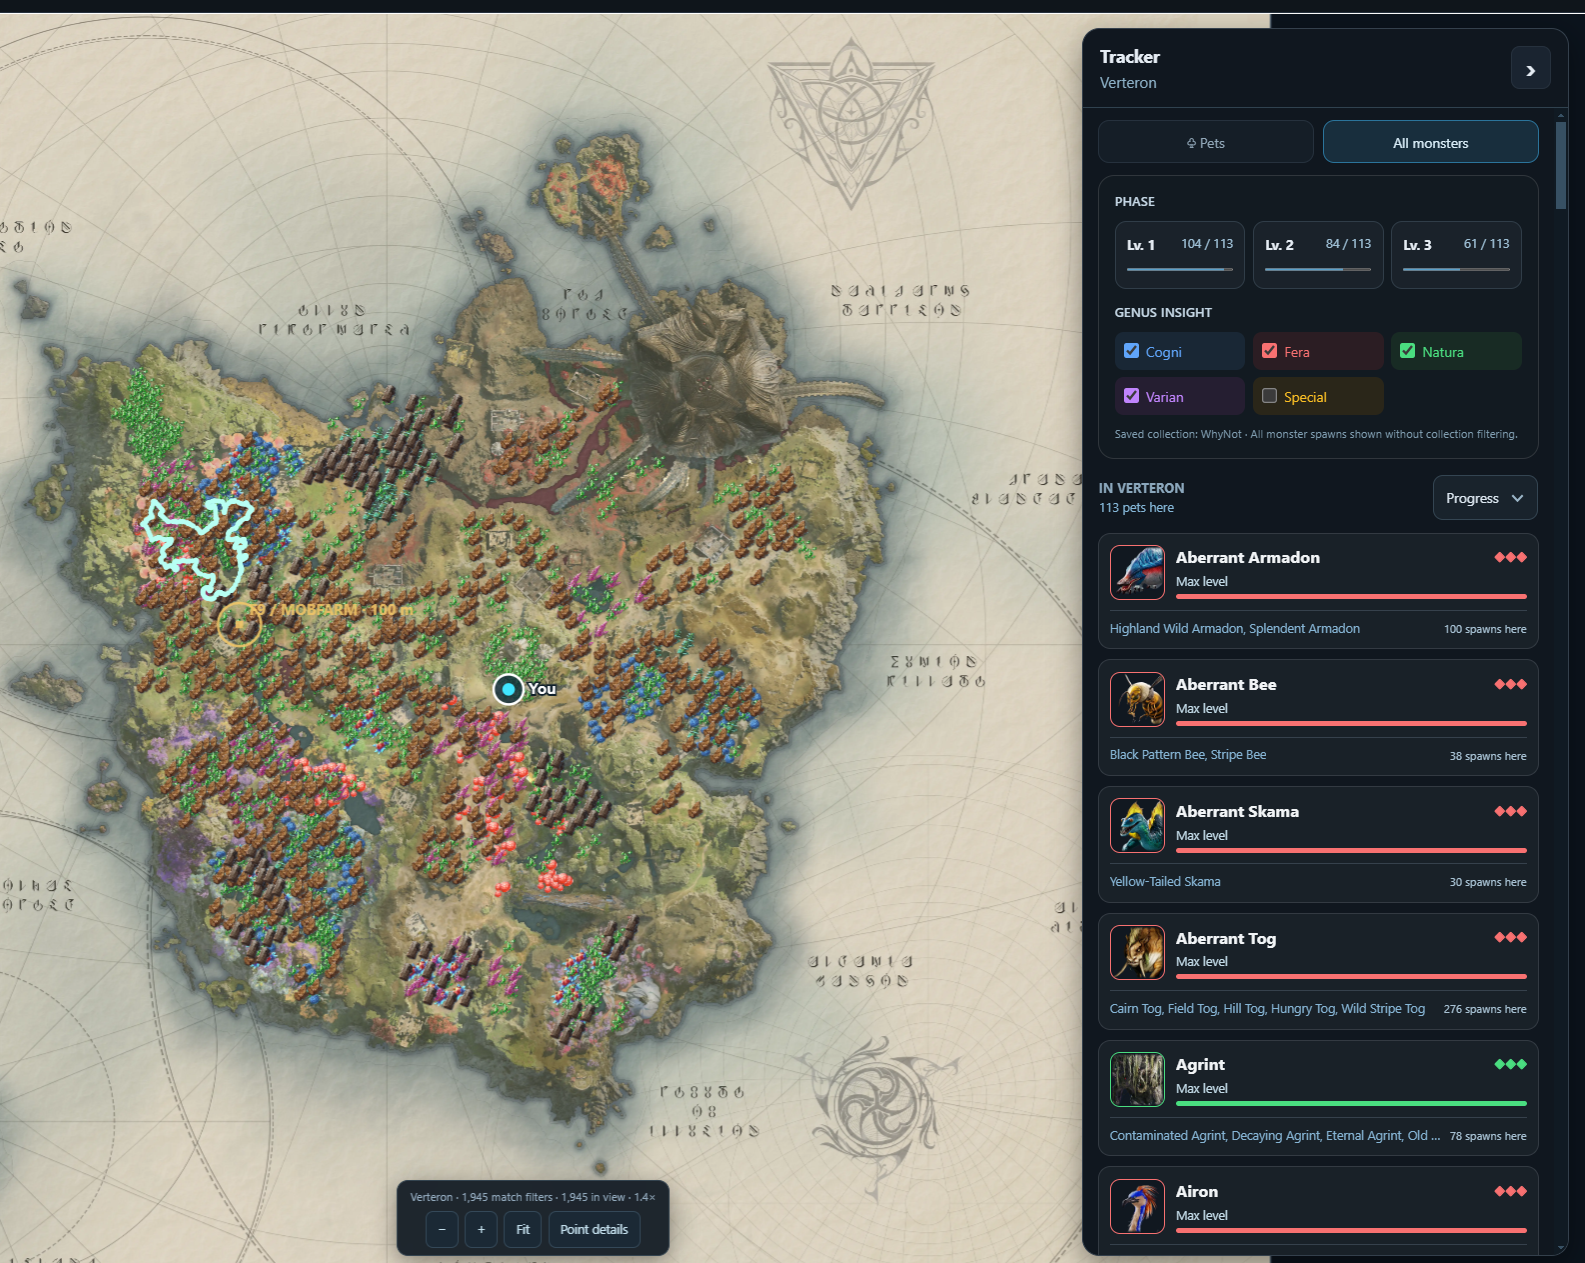 Tracker
Verteron
Pets
All monsters
PHASE
Lv. 1 104 / 113
Lv. 2 84 / 113
Lv. 3 61 / 113
GENUS INSIGHT
Cogni
Fera
Natura
Varian
Special
Saved collection: WhyNot · All monster spawns shown without collection filtering.
IN VERTERON
113 pets here
Progress
Aberrant Armadon
Max level
Highland Wild Armadon, Splendent Armadon
100 spawns here
Aberrant Bee
Max level
Black Pattern Bee, Stripe Bee
38 spawns here
Aberrant Skama
Max level
Yellow-Tailed Skama
30 spawns here
Aberrant Tog
Max level
Cairn Tog, Field Tog, Hill Tog, Hungry Tog, Wild Stripe Tog
276 spawns here
Agrint
Max level
Contaminated Agrint, Decaying Agrint, Eternal Agrint, Old ...
78 spawns here
Airon
Max level
F9 / MOBFARM · 100 m
You
Verteron · 1,945 match filters · 1,945 in view · 1.4×
−
+
Fit
Point details